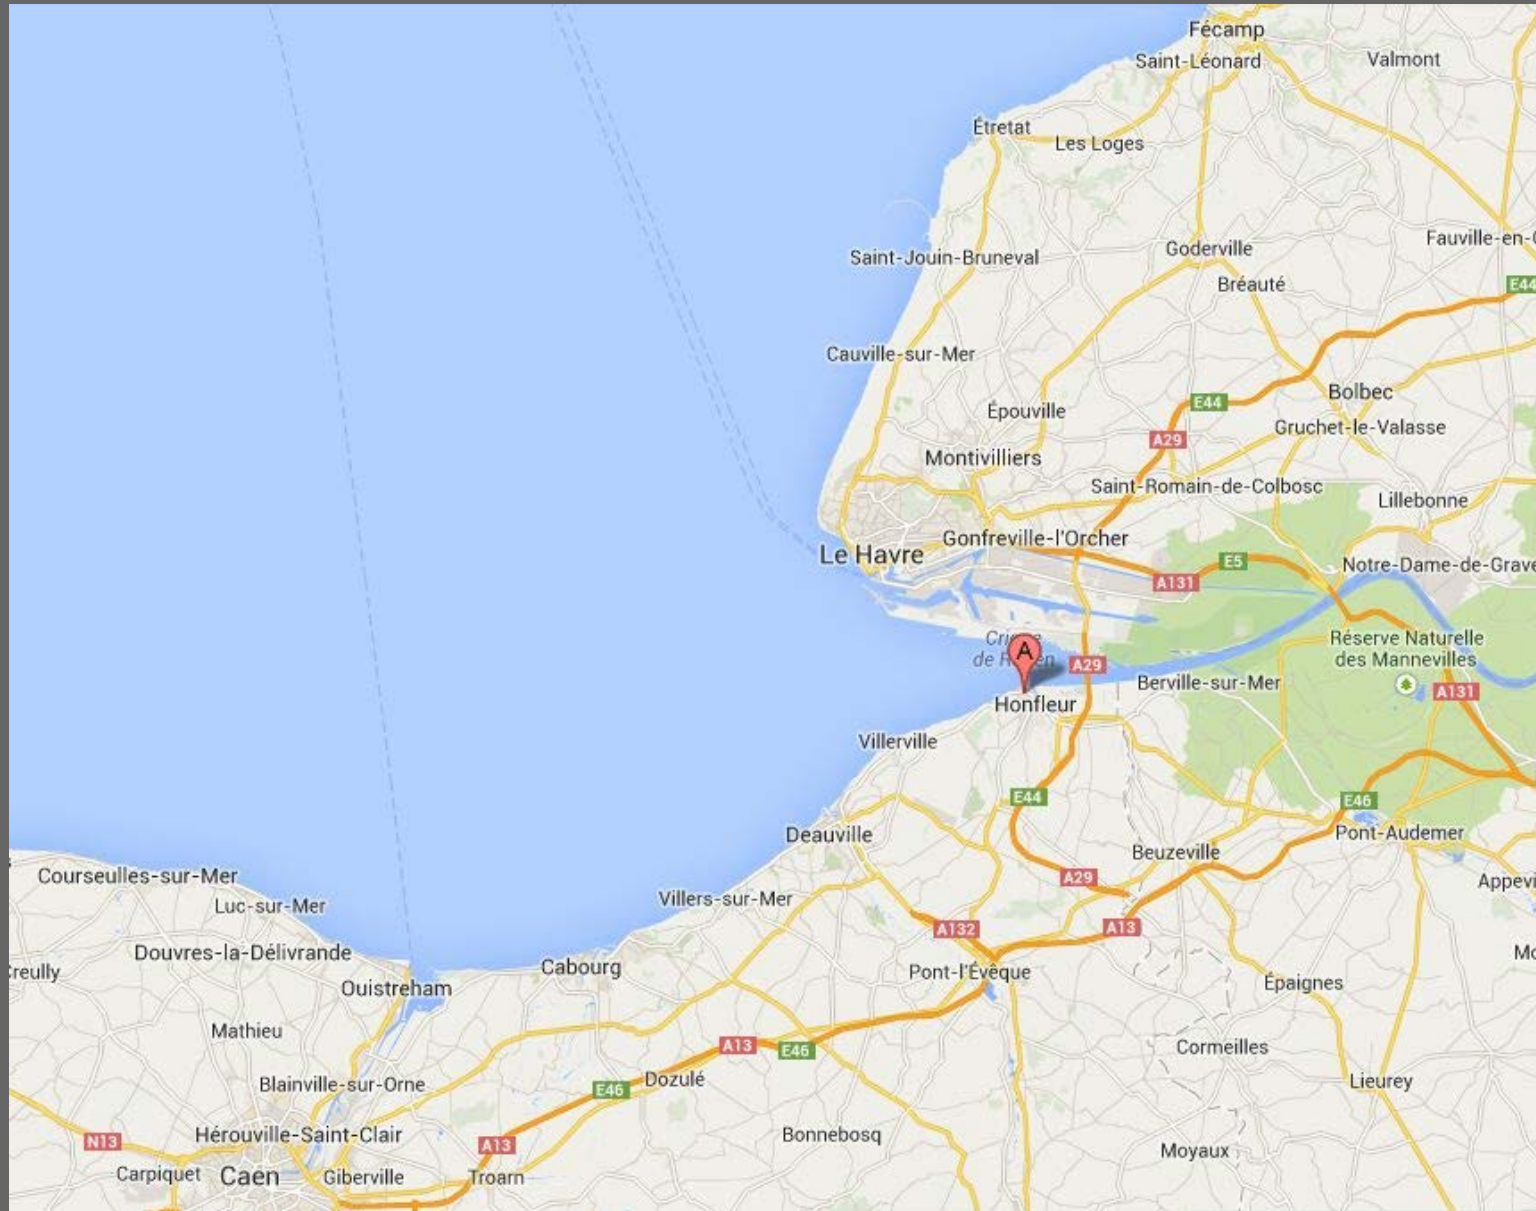 Fécamp
Saint-Léonard
Valmont
Étretat
Les Loges
Fauville-en-
Saint-Jouin-Bruneval
Goderville
Bréauté
E44
Cauville-sur-Mer
Bolbec
E44
Épouville
Gruchet-le-Valasse
A29
Montivilliers
Saint-Romain-de-Colbosc
Lillebonne
Gonfreville-l'Orcher
Le Havre
E5
Notre-Dame-de-Grave
A131
Réserve Naturelle
des Mannevilles
A
de
A29
Berville-sur-Mer
A131
Honfleur
Villerville
E44
E46
Deauville
Pont-Audemer
Beuzeville
Courseulles-sur-Mer
A29
Appevi
Villers-sur-Mer
Luc-sur-Mer
A132
A13
Douvres-la-Délivrande
Mo
Creully
Cabourg
Pont-l'Évêque
Ouistreham
Épaignes
Mathieu
A13
E46
Cormeilles
Blainville-sur-Orne
E46
Dozulé
Lieurey
Hérouville-Saint-Clair
N13
A13
Bonnebosq
Moyaux
Carpiquet
Caen
Giberville
Troarn